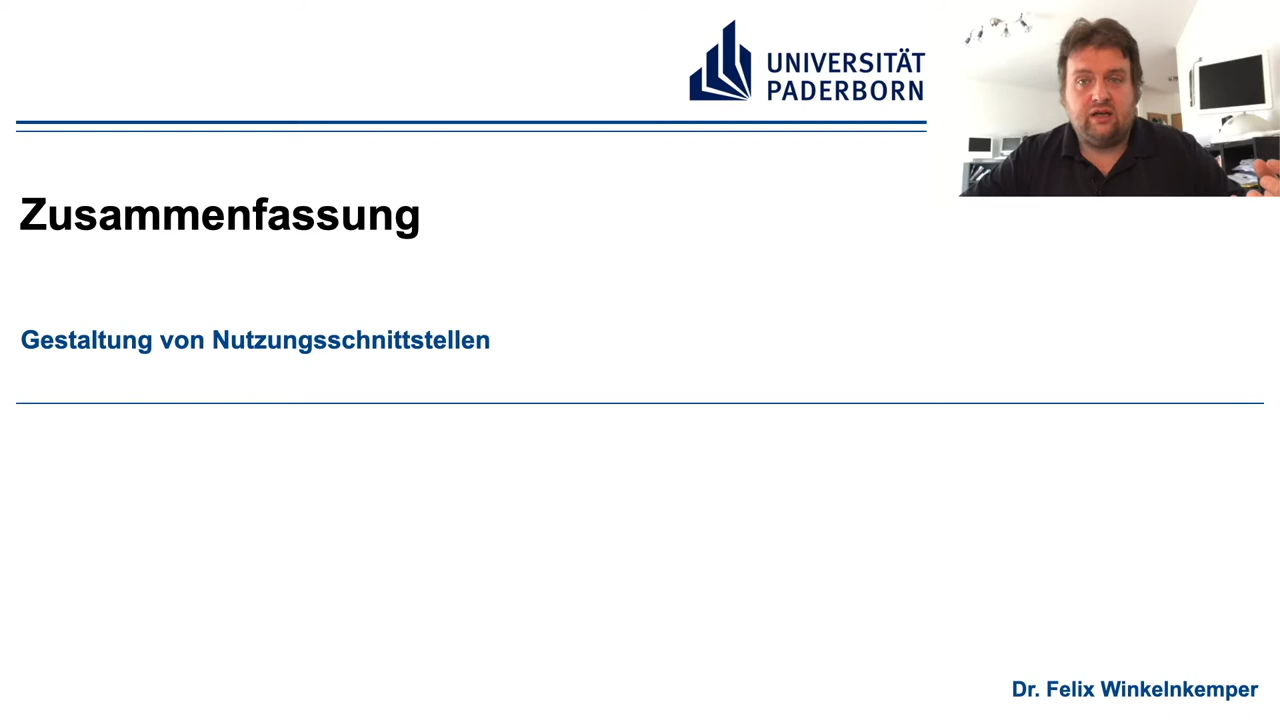 UNIVERSITÄT
PADERBORN
Zusammenfassung
Gestaltung von Nutzungsschnittstellen
Dr. Felix Winkelnkemper